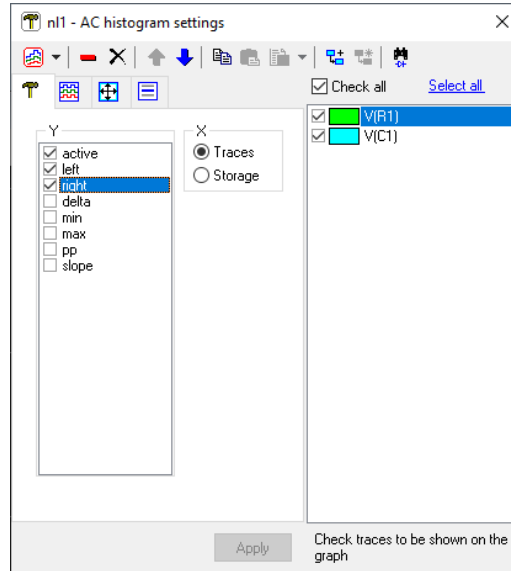 nl1 - AC histogram settings
Check all
Select all
Y
active
left
right
delta
min
max
pp
slope
X
Traces
Storage
V(R1)
V(C1)
Apply
Check traces to be shown on the
graph